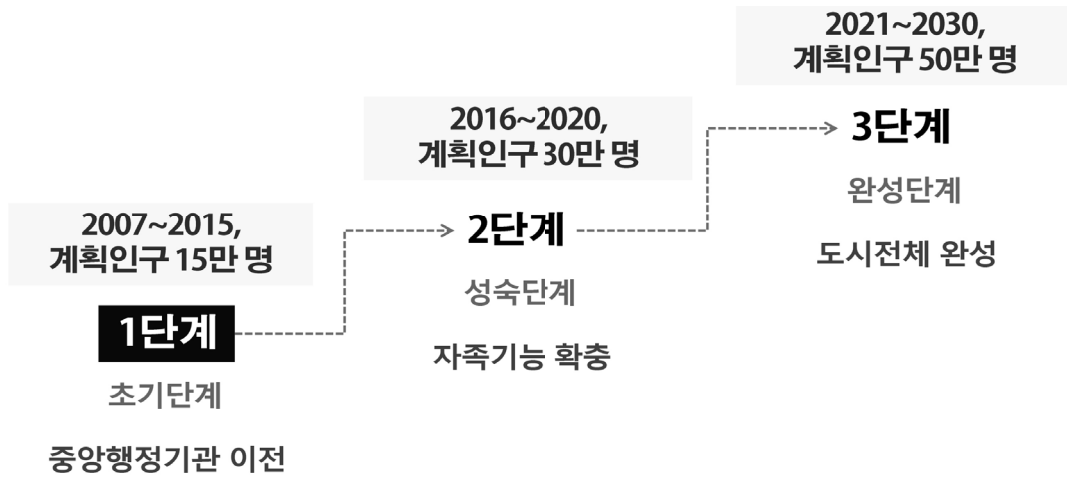 2007~2015,
계획인구 15만 명
1단계
초기단계
중앙행정기관 이전
2016~2020,
계획인구 30만 명
2단계
성숙단계
자족기능 확충
2021~2030,
계획인구 50만 명
3단계
완성단계
도시전체 완성